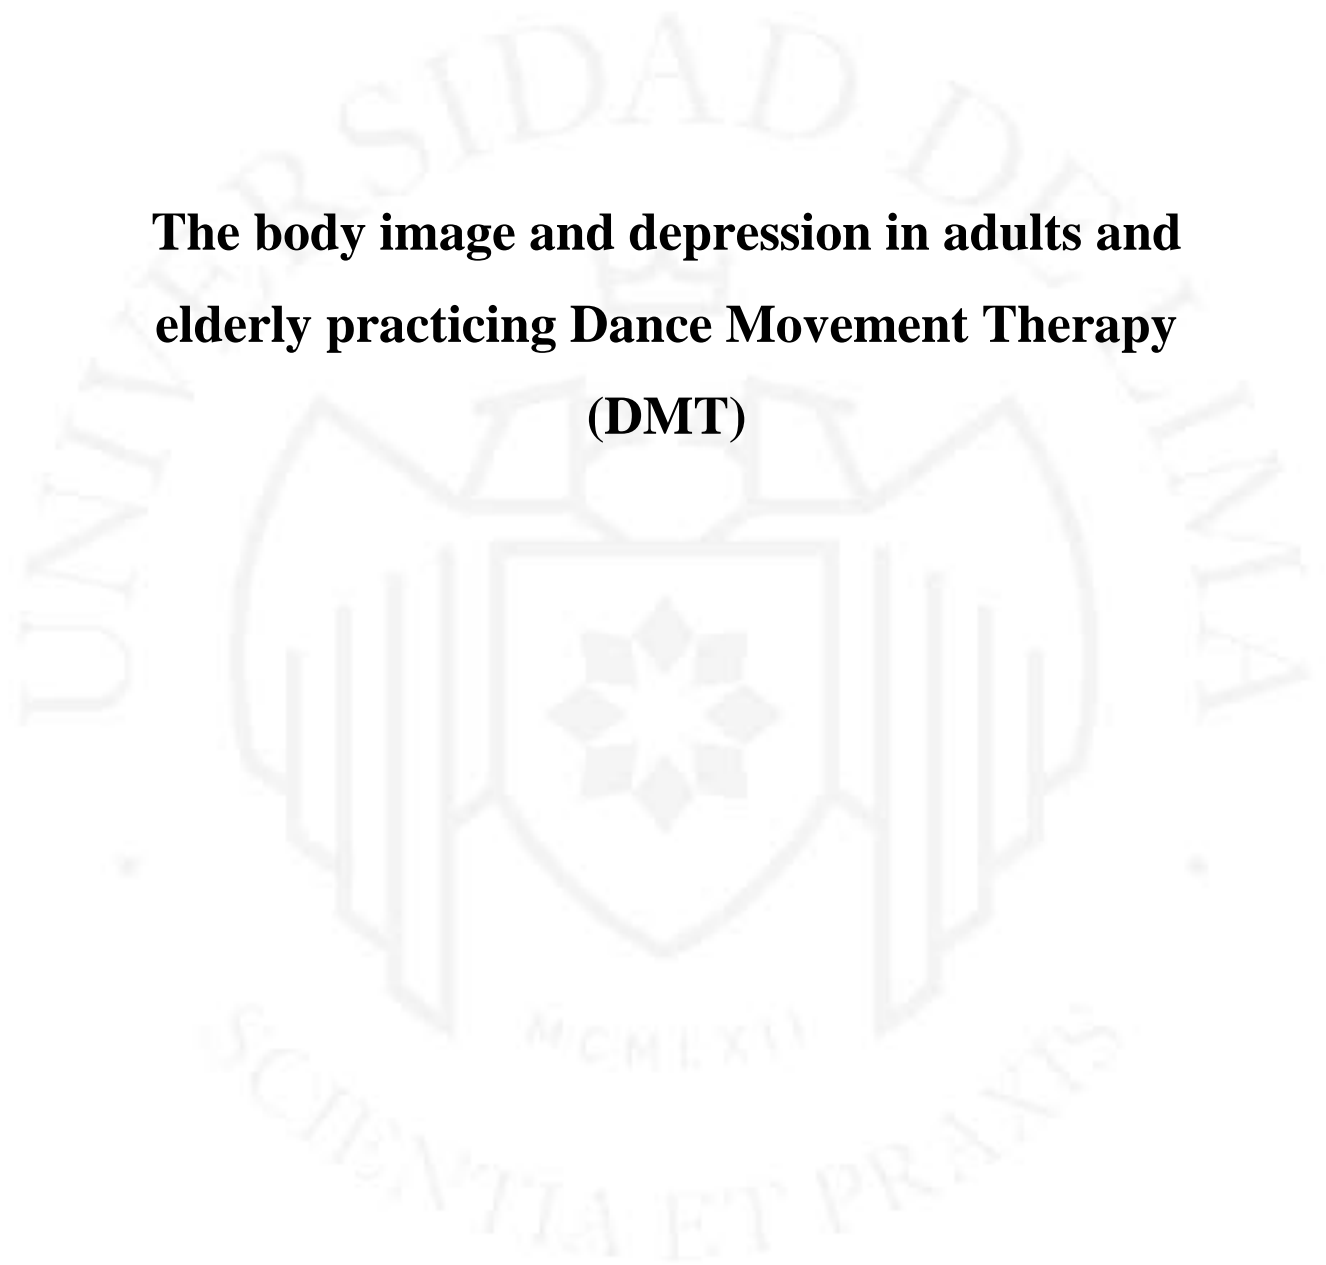 UNIVERSIDAD DE LIMA
The body image and depression in adults and
elderly practicing Dance Movement Therapy
(DMT)
MCMLXII
SCIENTIA ET PRAXIS